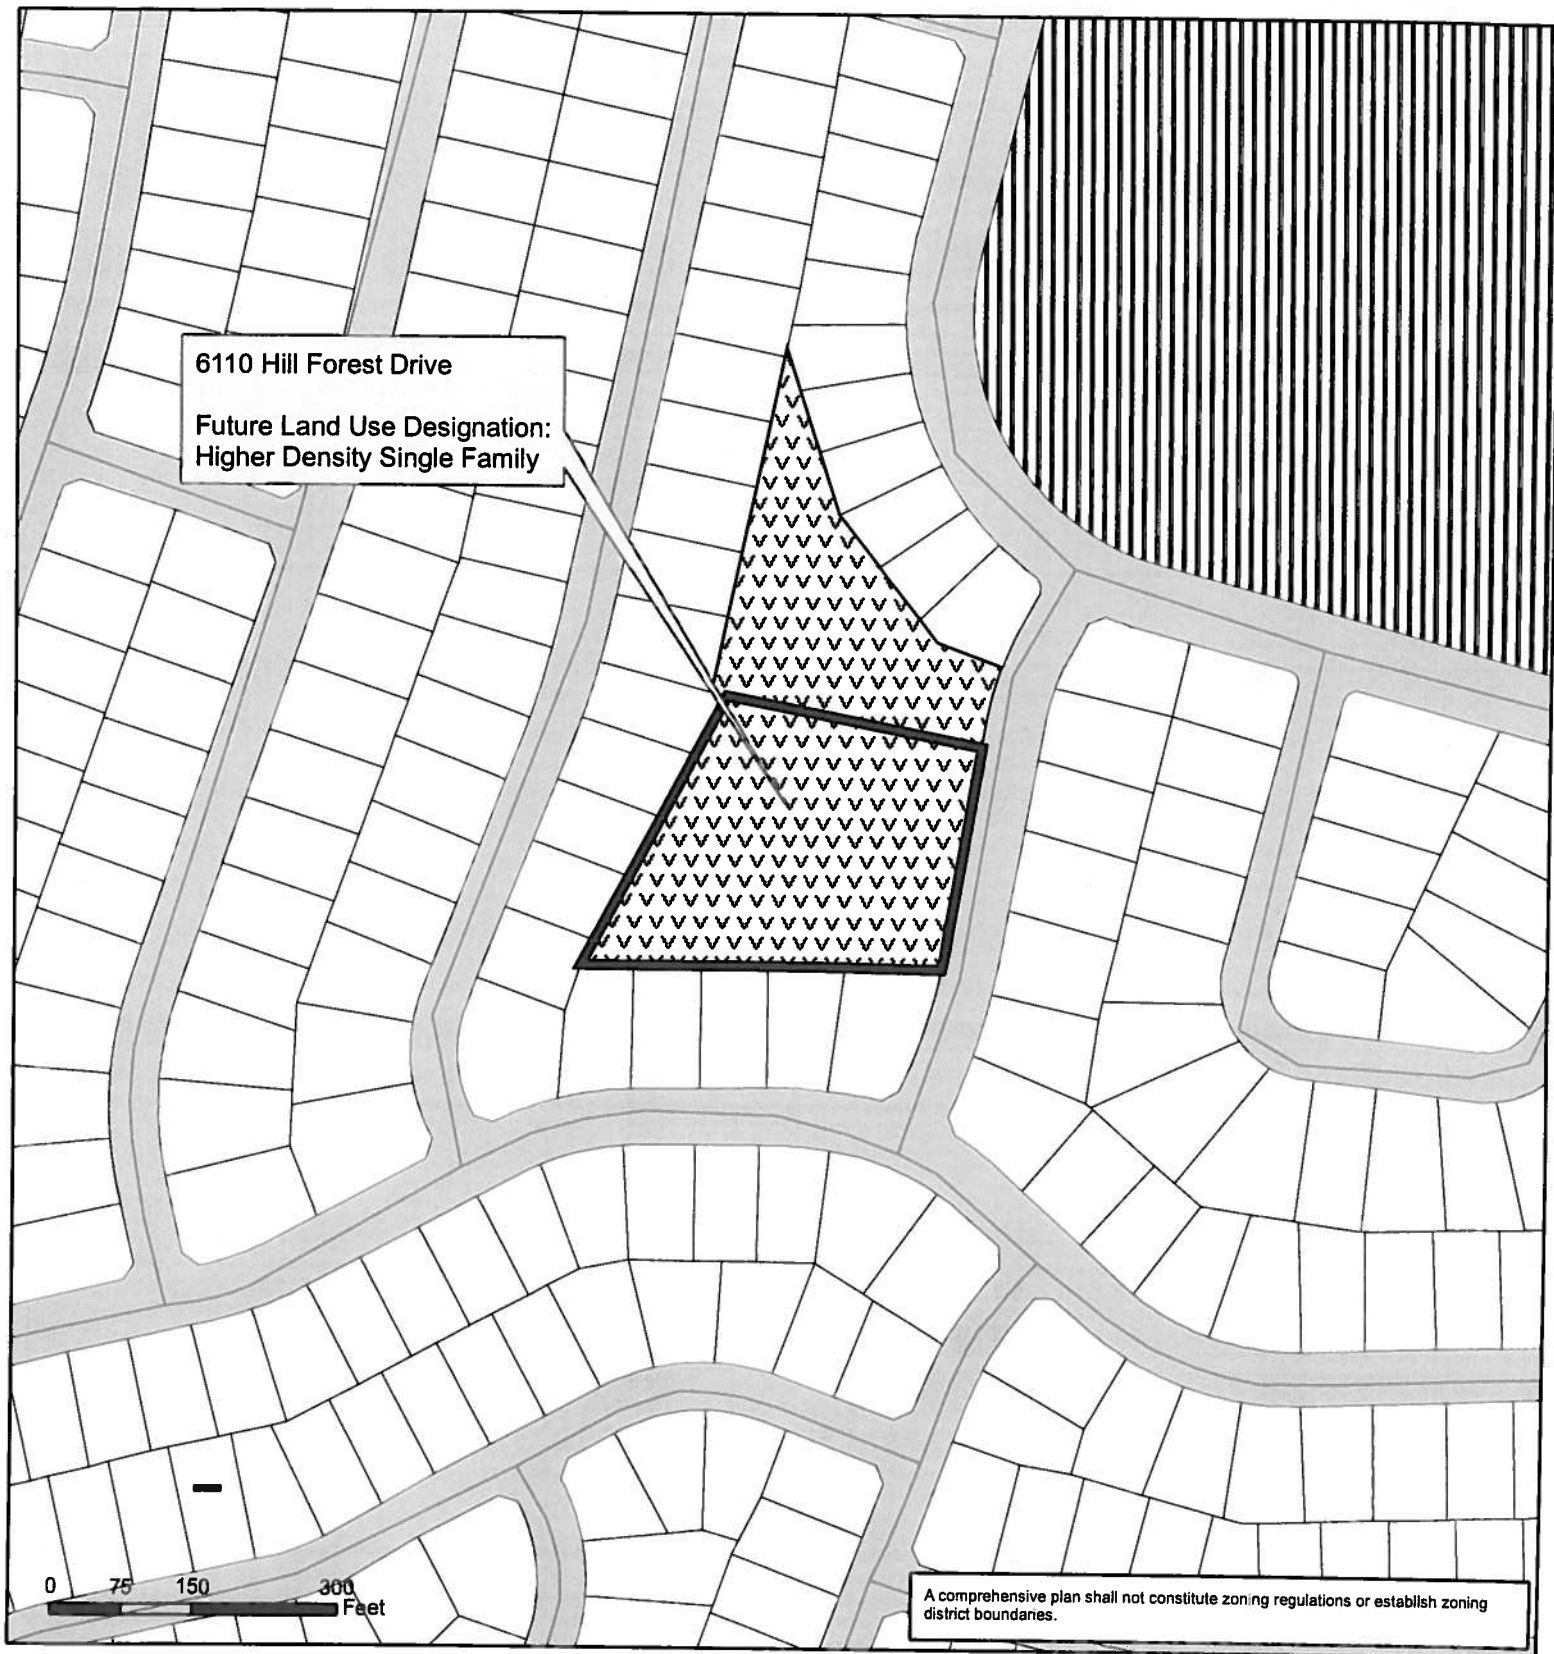 6110 Hill Forest Drive
Future Land Use Designation:
Higher Density Single Family
0 75 150 300
Feet
A comprehensive plan shall not constitute zoning regulations or establish zoning
district boundaries.